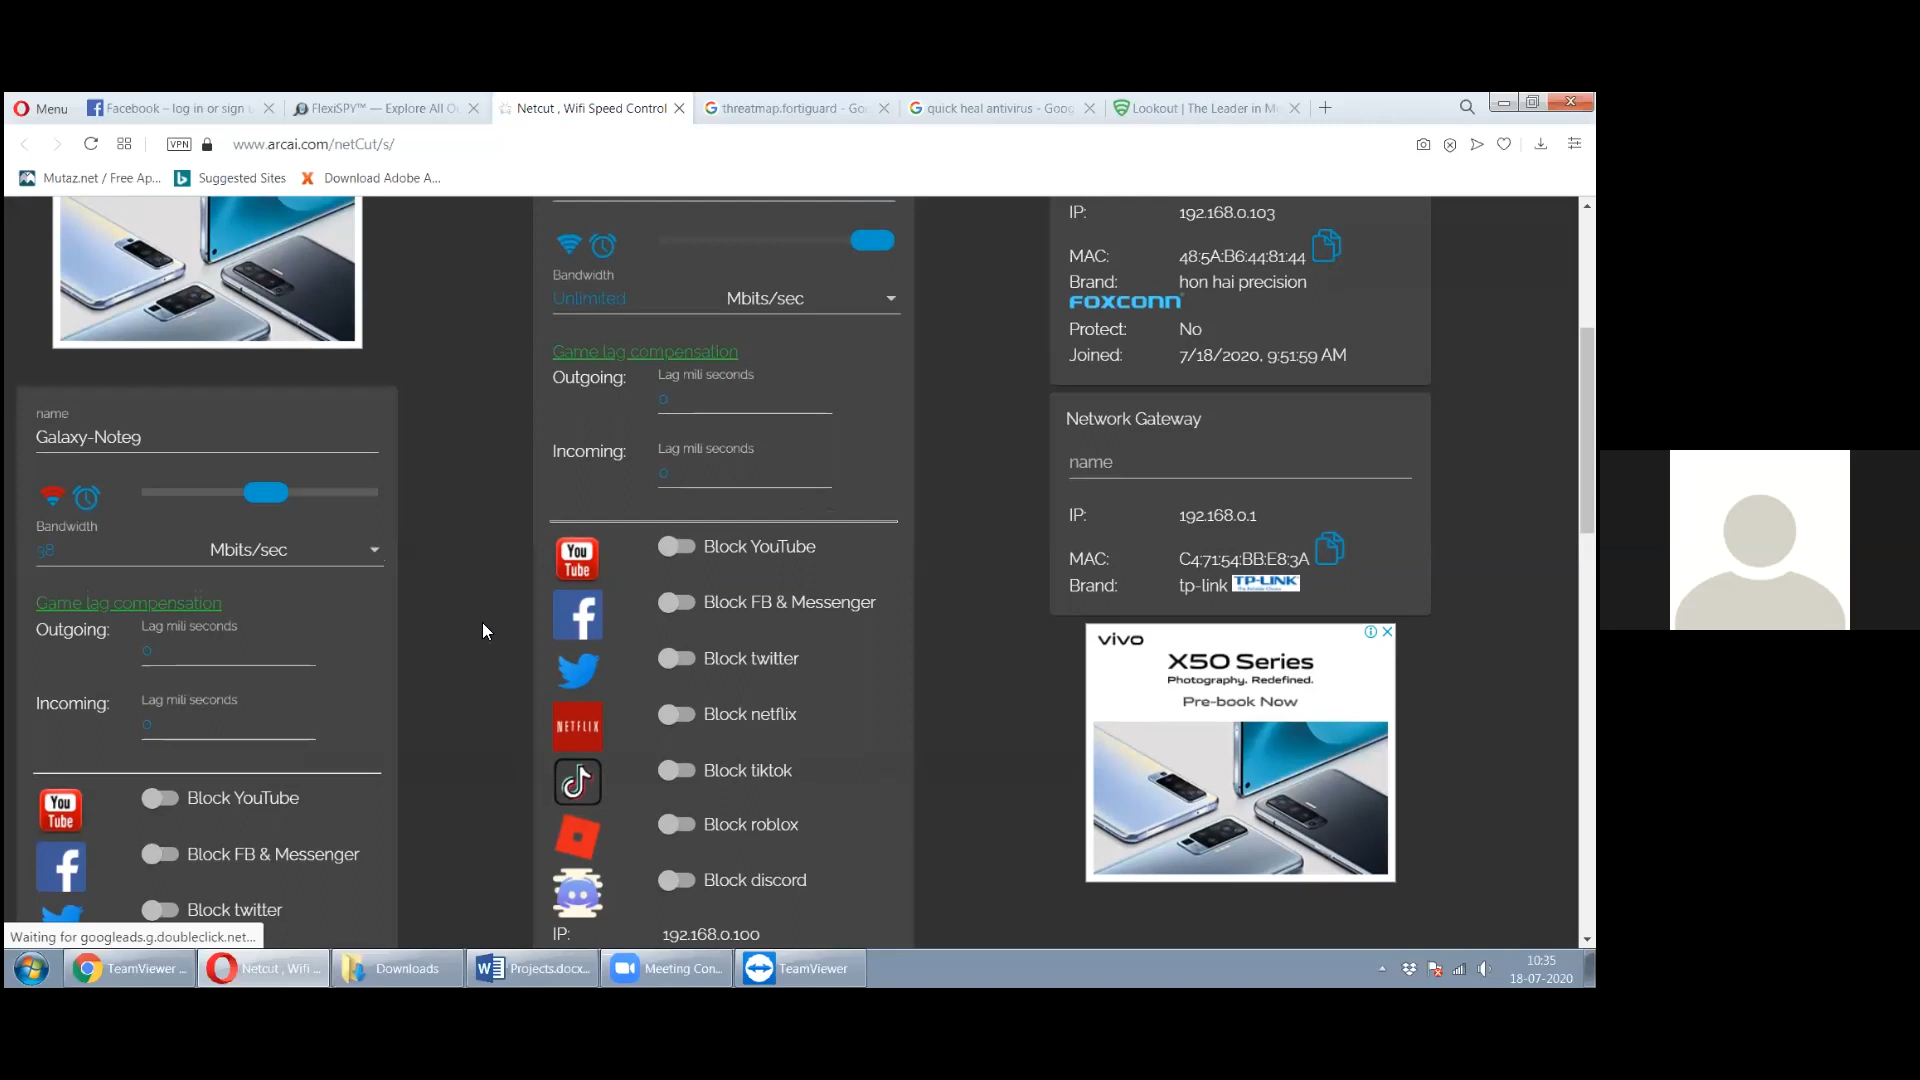 Menu
Facebook – log in or sign
FlexiSPY™ — Explore All O
Netcut , Wifi Speed Control
threatmap.fortiguard - Go
quick heal antivirus - Goog
Lookout | The Leader in M
VPN
www.arcai.com/netCut/s/
Mutaz.net / Free Ap...
Suggested Sites
Download Adobe A...
name
Galaxy-Note9
Bandwidth
38
Mbits/sec
Game lag compensation
Outgoing:
Lag mili seconds
0
Incoming:
Lag mili seconds
0
You
Tube
Block YouTube
Block FB & Messenger
Block twitter
Waiting for googleads.g.doubleclick.net...
Bandwidth
Unlimited
Mbits/sec
Game lag compensation
Outgoing:
Lag mili seconds
0
Incoming:
Lag mili seconds
0
You
Tube
Block YouTube
Block FB & Messenger
Block twitter
NETFLIX
Block netflix
Block tiktok
Block roblox
Block discord
IP:
192.168.0.100
IP:
192.168.0.103
MAC:
48:5A:B6:44:81:44
Brand:
hon hai precision
FOXCONN
Protect:
No
Joined:
7/18/2020, 9:51:59 AM
Network Gateway
name
IP:
192.168.0.1
MAC:
C4:71:54:BB:E8:3A
Brand:
tp-link
TP-LINK
vivo
X50 Series
Photography. Redefined.
Pre-book Now
TeamViewer ...
Netcut , Wifi ...
Downloads
Projects.docx...
Meeting Con...
TeamViewer
10:35
18-07-2020